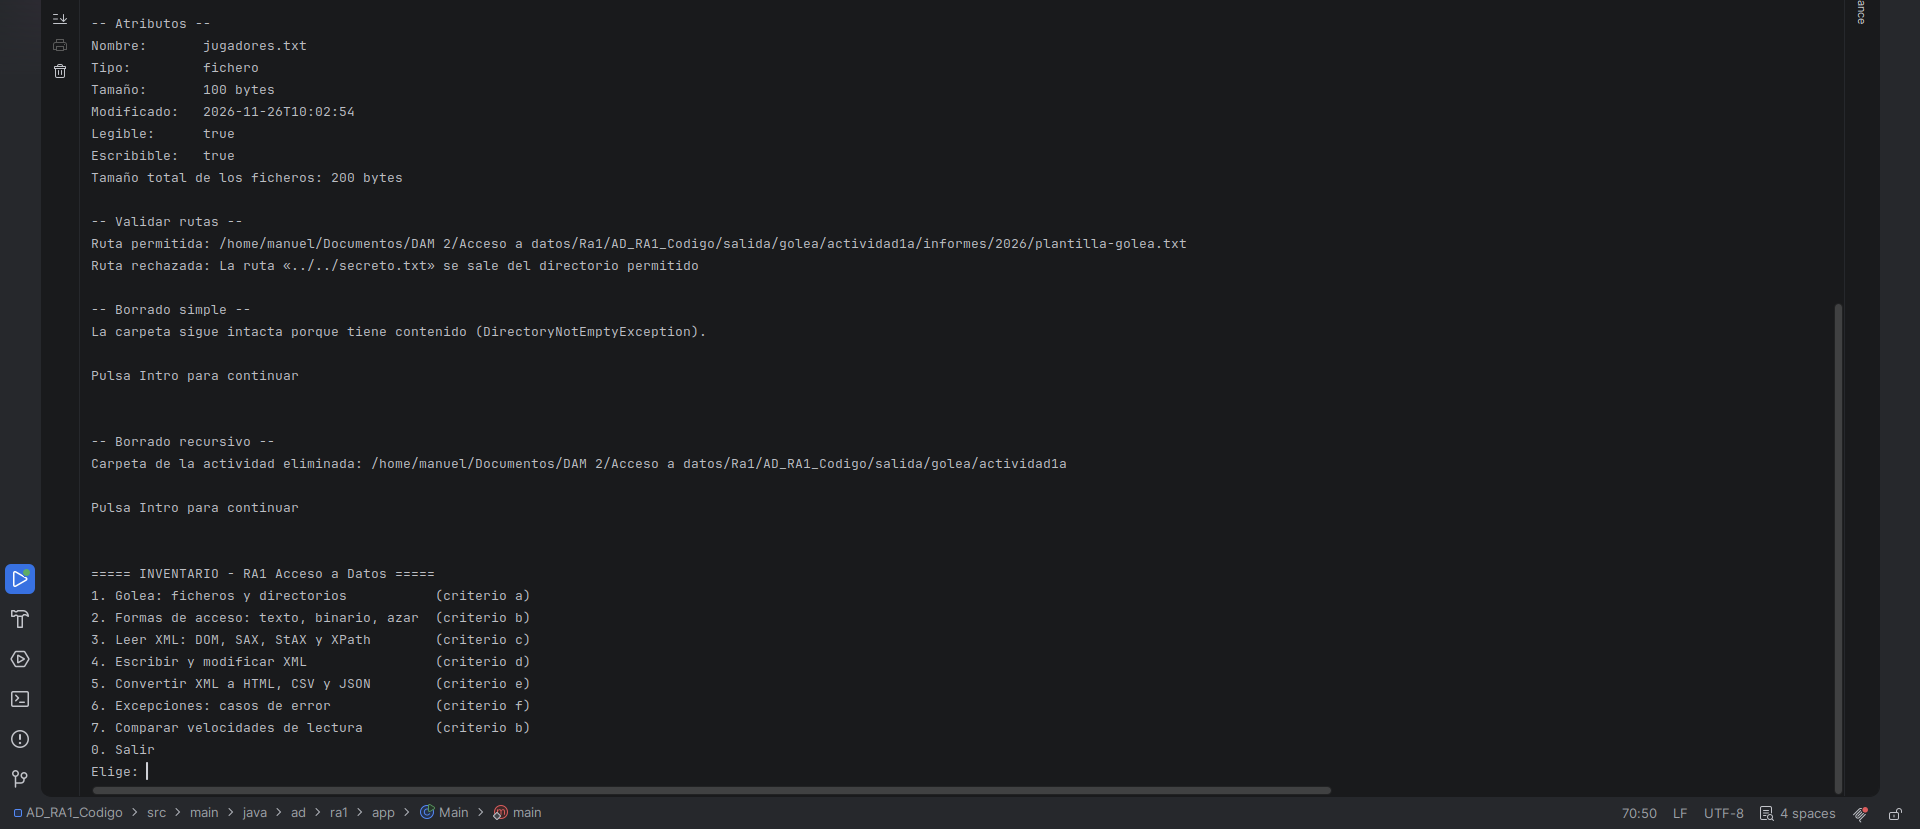 ance
-- Atributos --
Nombre:       jugadores.txt
Tipo:         fichero
Tamaño:       100 bytes
Modificado:   2026-11-26T10:02:54
Legible:      true
Escribible:   true
Tamaño total de los ficheros: 200 bytes
-- Validar rutas --
Ruta permitida: /home/manuel/Documentos/DAM 2/Acceso a datos/Ra1/AD_RA1_Codigo/salida/golea/actividad1a/informes/2026/plantilla-golea.txt
Ruta rechazada: La ruta «../../secreto.txt» se sale del directorio permitido
-- Borrado simple --
La carpeta sigue intacta porque tiene contenido (DirectoryNotEmptyException).
Pulsa Intro para continuar
-- Borrado recursivo --
Carpeta de la actividad eliminada: /home/manuel/Documentos/DAM 2/Acceso a datos/Ra1/AD_RA1_Codigo/salida/golea/actividad1a
Pulsa Intro para continuar
===== INVENTARIO - RA1 Acceso a Datos =====
1. Golea: ficheros y directorios           (criterio a)
2. Formas de acceso: texto, binario, azar  (criterio b)
3. Leer XML: DOM, SAX, StAX y XPath        (criterio c)
4. Escribir y modificar XML                (criterio d)
5. Convertir XML a HTML, CSV y JSON        (criterio e)
6. Excepciones: casos de error             (criterio f)
7. Comparar velocidades de lectura         (criterio b)
0. Salir
Elige:
AD_RA1_Codigo > src > main > java > ad > ra1 > app > Main > main 70:50 LF UTF-8 4 spaces